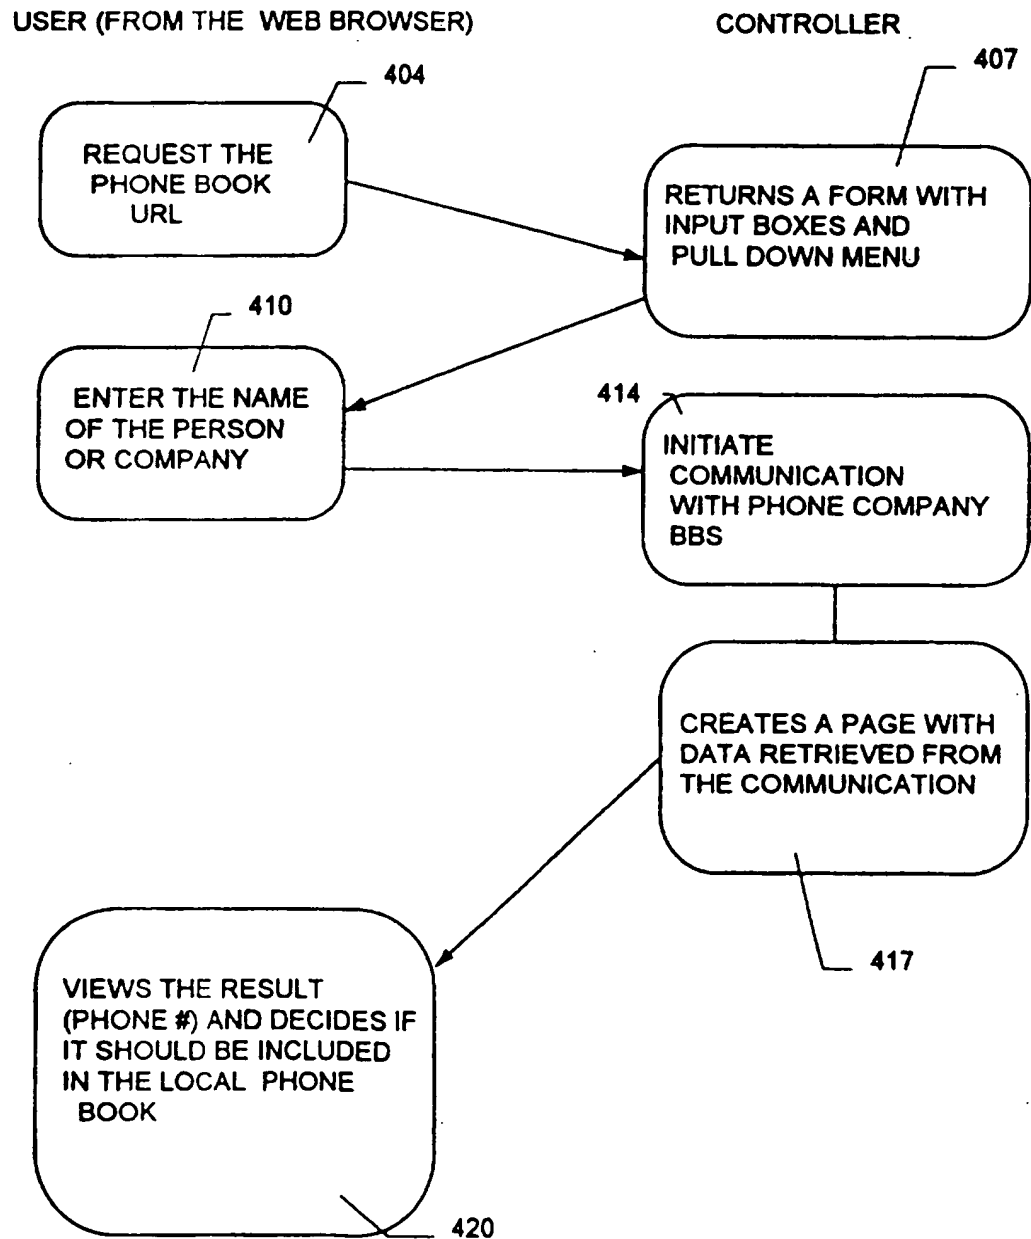 USER (FROM THE WEB BROWSER)
CONTROLLER
404
407
REQUEST THE
PHONE BOOK
URL
RETURNS A FORM WITH
INPUT BOXES AND
PULL DOWN MENU
410
ENTER THE NAME
OF THE PERSON
OR COMPANY
414
INITIATE
COMMUNICATION
WITH PHONE COMPANY
BBS
CREATES A PAGE WITH
DATA RETRIEVED FROM
THE COMMUNICATION
417
VIEWS THE RESULT
(PHONE #) AND DECIDES IF
IT SHOULD BE INCLUDED
IN THE LOCAL PHONE
BOOK
420